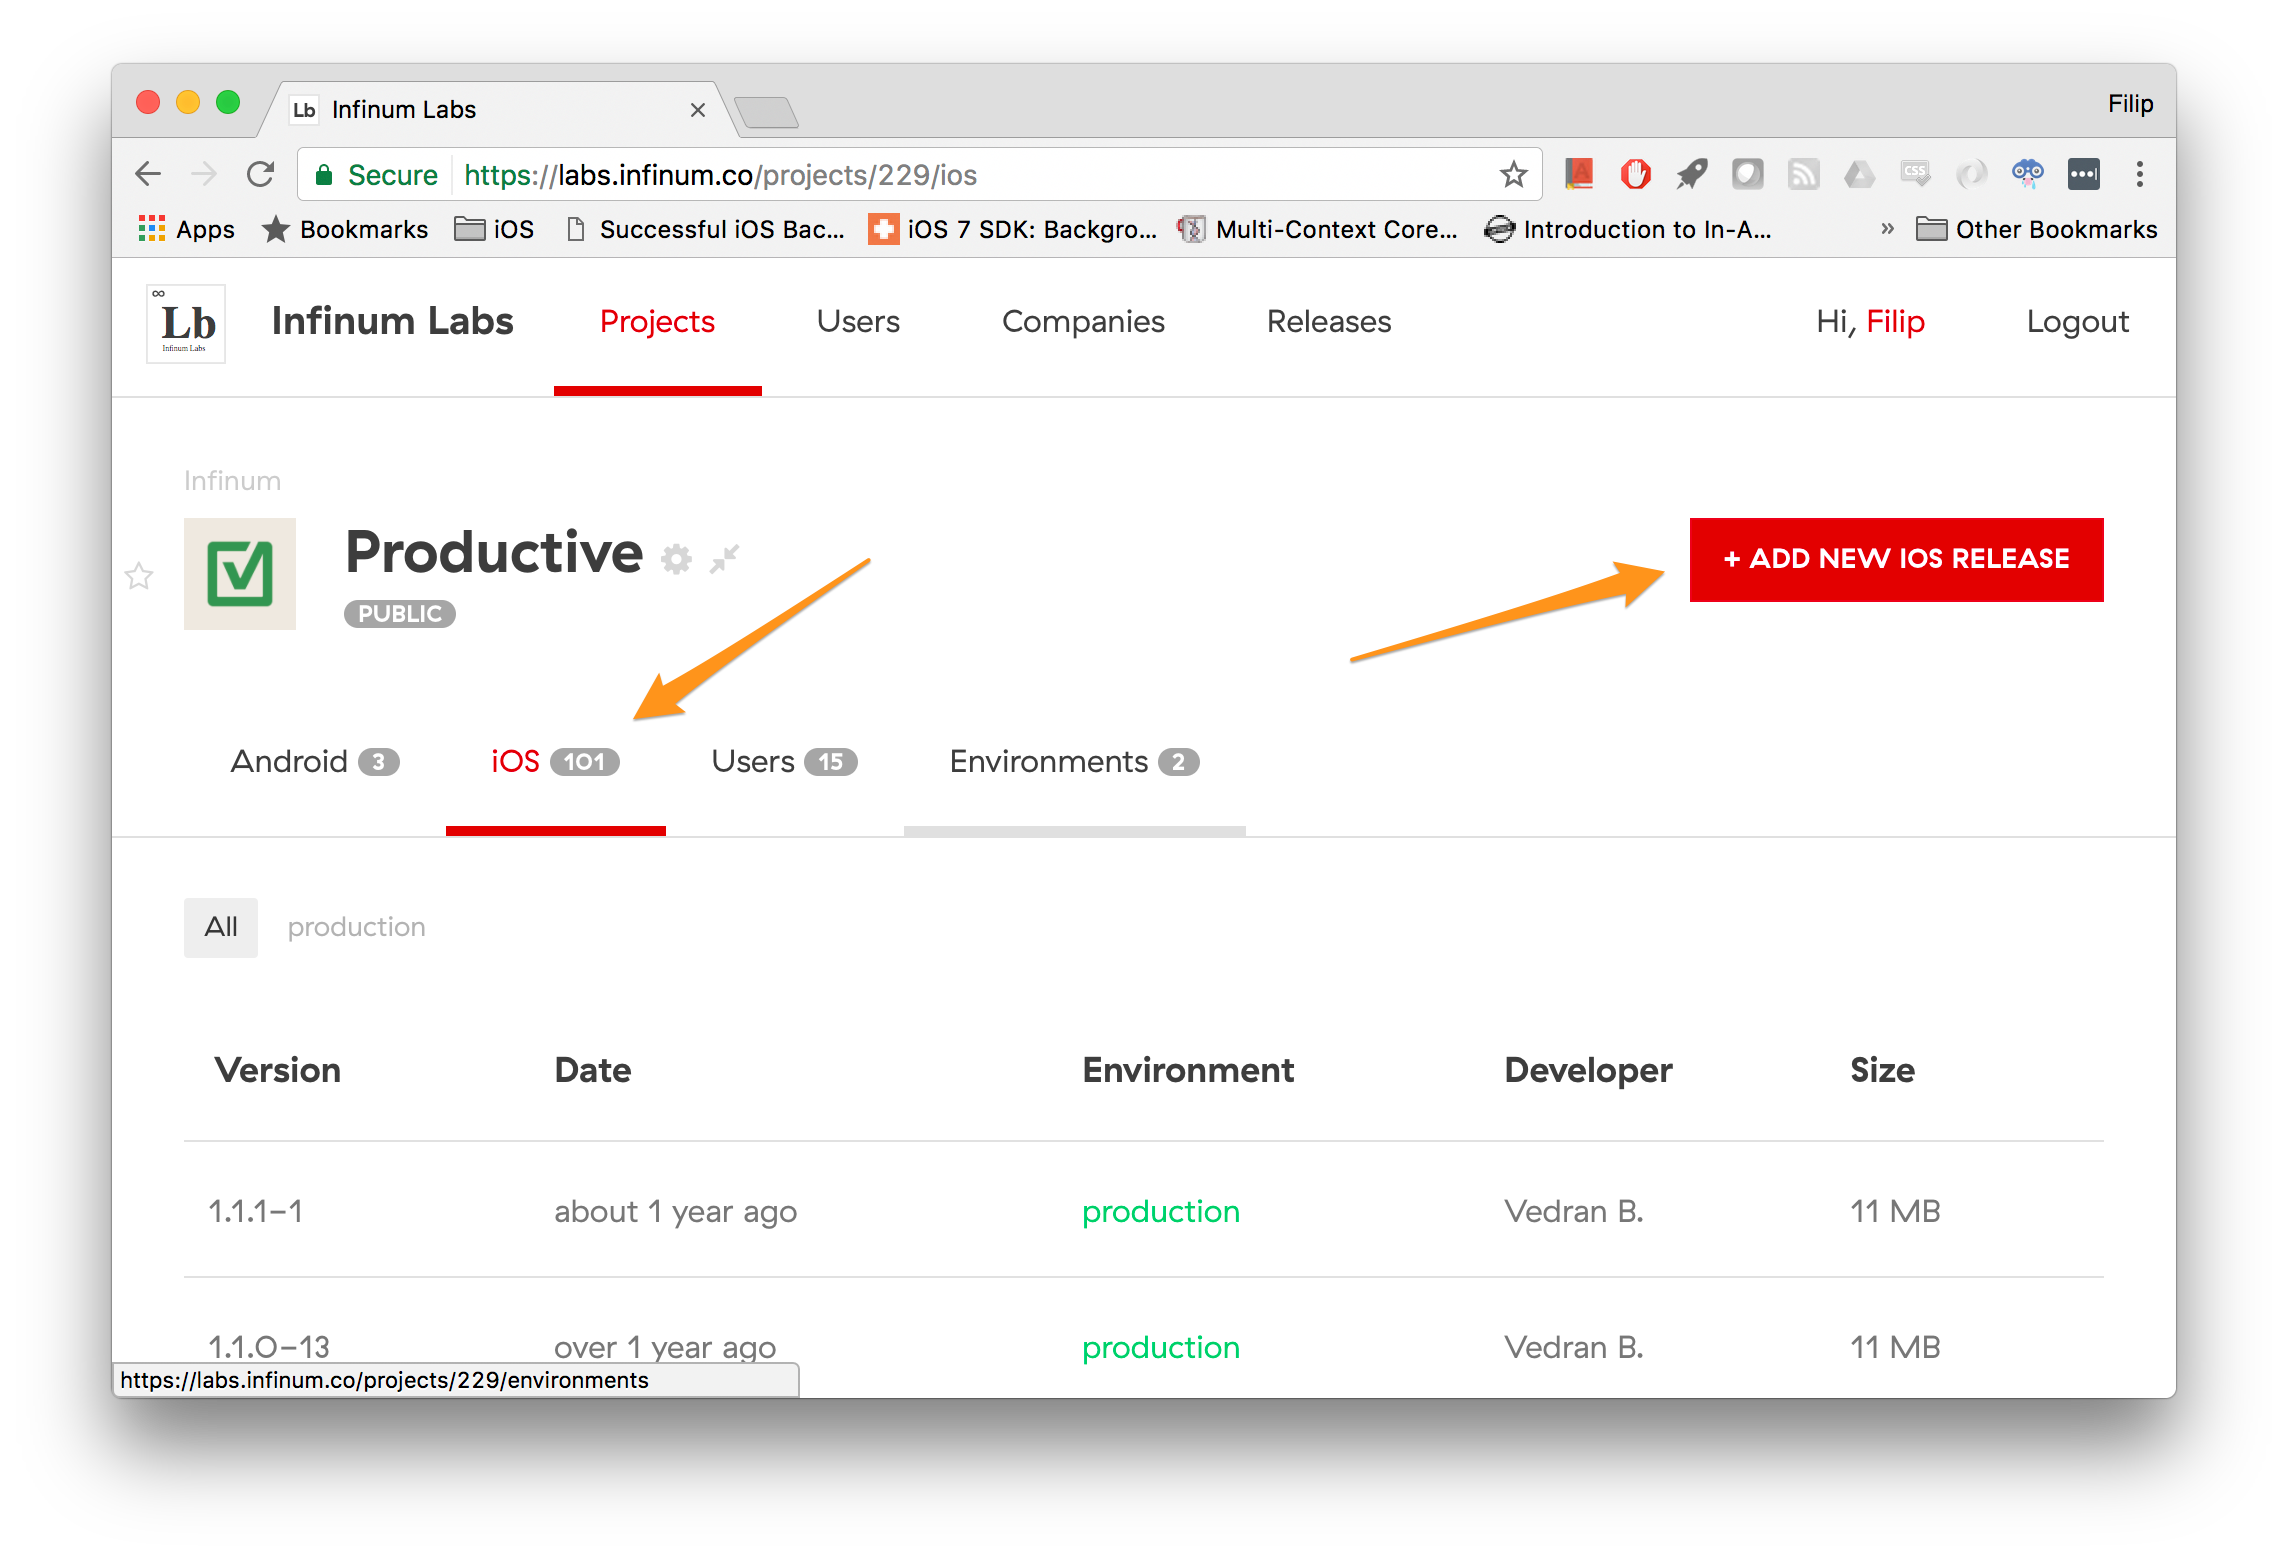 Lb Infinum Labs
Filip
Secure https://labs.infinum.co/projects/229/ios
A CSS
Apps Bookmarks iOS Successful iOS Bac... iOS 7 SDK: Backgro... Multi-Context Core... Introduction to In-A... » Other Bookmarks
∞
Lb
Infinum Labs
Infinum Labs Projects Users Companies Releases Hi, Filip Logout
Infinum
Productive
PUBLIC
+ ADD NEW IOS RELEASE
Android 3 iOS 101 Users 15 Environments 2
All production
Version Date Environment Developer Size
1.1.1-1 about 1 year ago production Vedran B. 11 MB
1.1.0-13 over 1 year ago production Vedran B. 11 MB
https://labs.infinum.co/projects/229/environments